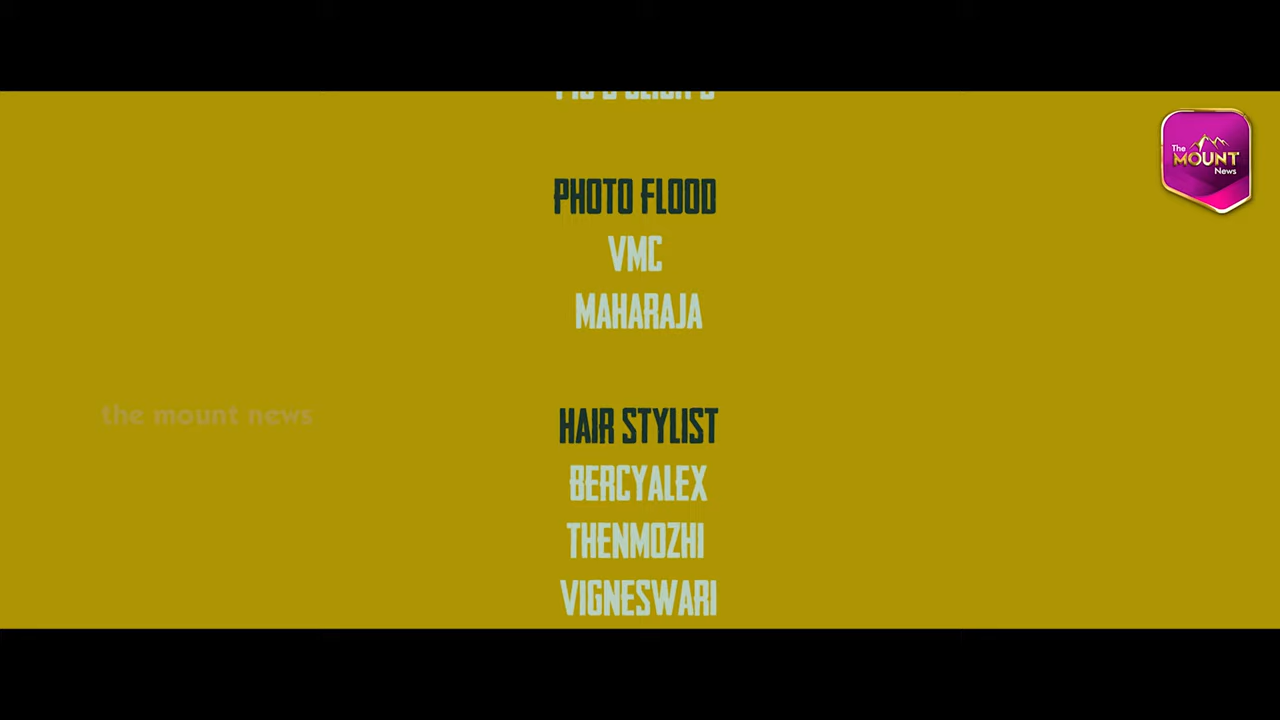 PHOTO FLOOD
VMC
MAHARAJA
HAIR STYLIST
BERCYALEX
THENMOZHI
VIGNESWARI
the mount news
The
MOUNT
News